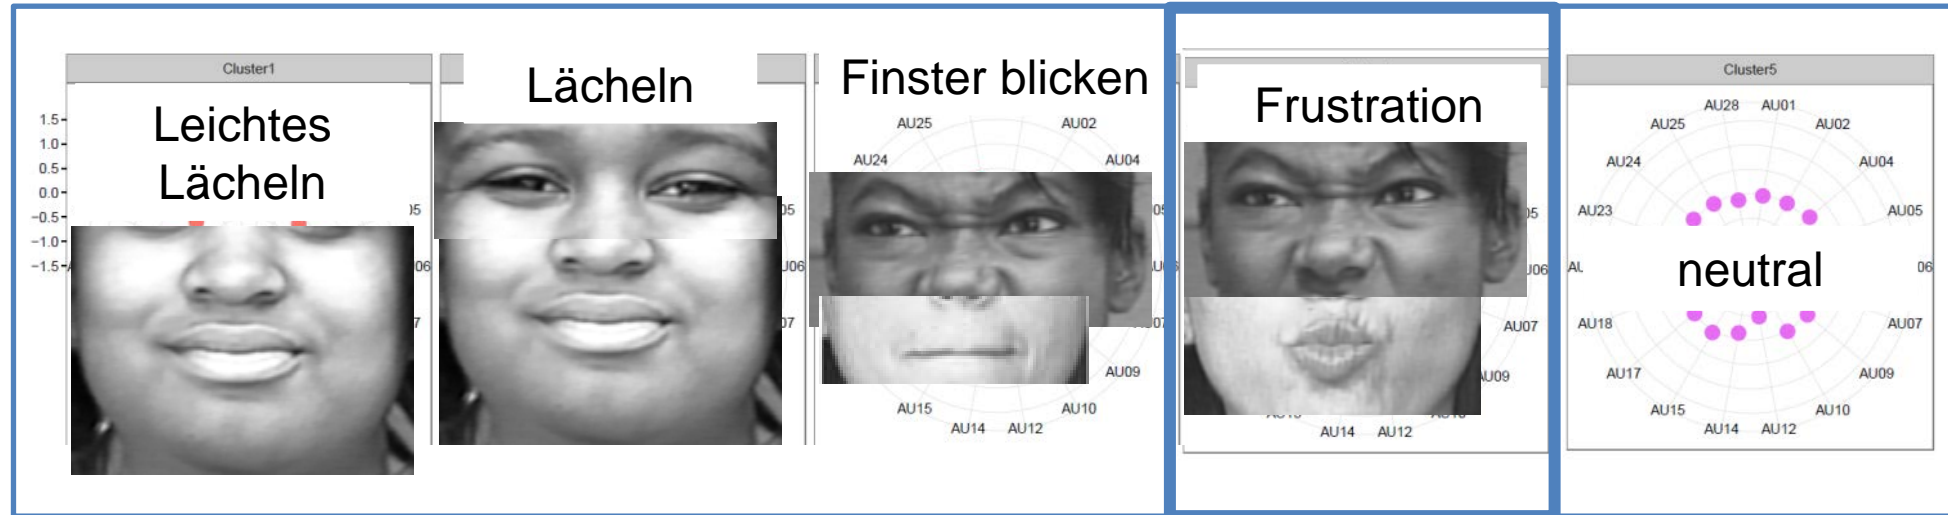 Cluster1
Leichtes
Lächeln
1.5
1.0
0.5
0.0
−0.5
−1.0
−1.5
Lächeln
Finster blicken
AU25
AU02
AU24
AU04
AU09
AU15
AU10
AU14
AU12
Frustration
AU07
AU14
AU12
Cluster5
AU28
AU01
AU25
AU02
AU24
AU04
AU23
AU05
neutral
06
AU18
AU07
AU17
AU09
AU15
AU10
AU14
AU12